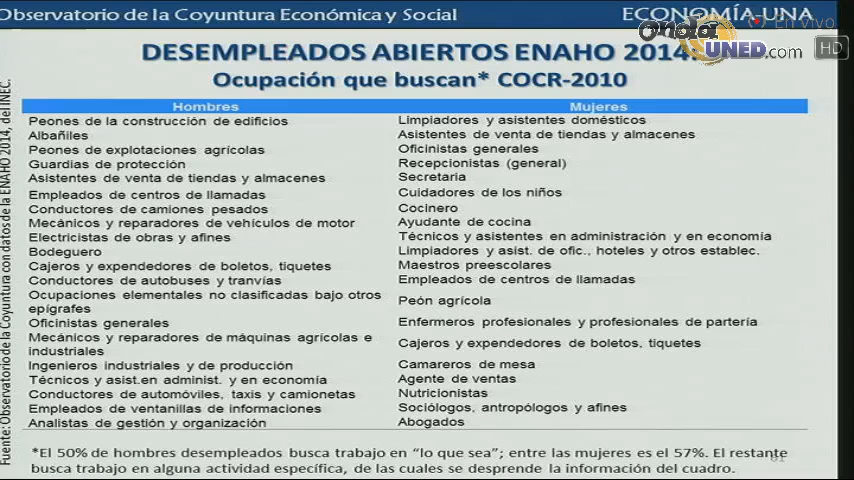 Observatorio de la Coyuntura Económica y Social
ECONOMÍA-UNA
En vivo
Onda
UNED.com
HD
DESEMPLEADOS ABIERTOS ENAHO 2014:
Ocupación que buscan* COCR-2010
Hombres
Mujeres
Peones de la construcción de edificios
Limpiadores y asistentes domésticos
Albañiles
Asistentes de venta de tiendas y almacenes
Peones de explotaciones agrícolas
Oficinistas generales
Guardias de protección
Recepcionistas (general)
Asistentes de venta de tiendas y almacenes
Secretaria
Empleados de centros de llamadas
Cuidadores de los niños
Conductores de camiones pesados
Cocinero
Mecánicos y reparadores de vehículos de motor
Ayudante de cocina
Electricistas de obras y afines
Técnicos y asistentes en administración y en economía
Bodeguero
Limpiadores y asist. de ofic., hoteles y otros establec.
Cajeros y expendedores de boletos, tiquetes
Maestros preescolares
Conductores de autobuses y tranvías
Empleados de centros de llamadas
Ocupaciones elementales no clasificadas bajo otros
epígrafes
Peón agrícola
Oficinistas generales
Enfermeros profesionales y profesionales de partería
Mecánicos y reparadores de máquinas agrícolas e
industriales
Cajeros y expendedores de boletos, tiquetes
Ingenieros industriales y de producción
Camareros de mesa
Técnicos y asist.en administ. y en economía
Agente de ventas
Conductores de automóviles, taxis y camionetas
Nutricionistas
Empleados de ventanillas de informaciones
Sociólogos, antropólogos y afines
Analistas de gestión y organización
Abogados
*El 50% de hombres desempleados busca trabajo en “lo que sea”; entre las mujeres es el 57%. El restante
busca trabajo en alguna actividad específica, de las cuales se desprende la información del cuadro.
61
Fuente: Observatorio de la Coyuntura con datos de la ENAHO 2014, del INEC.